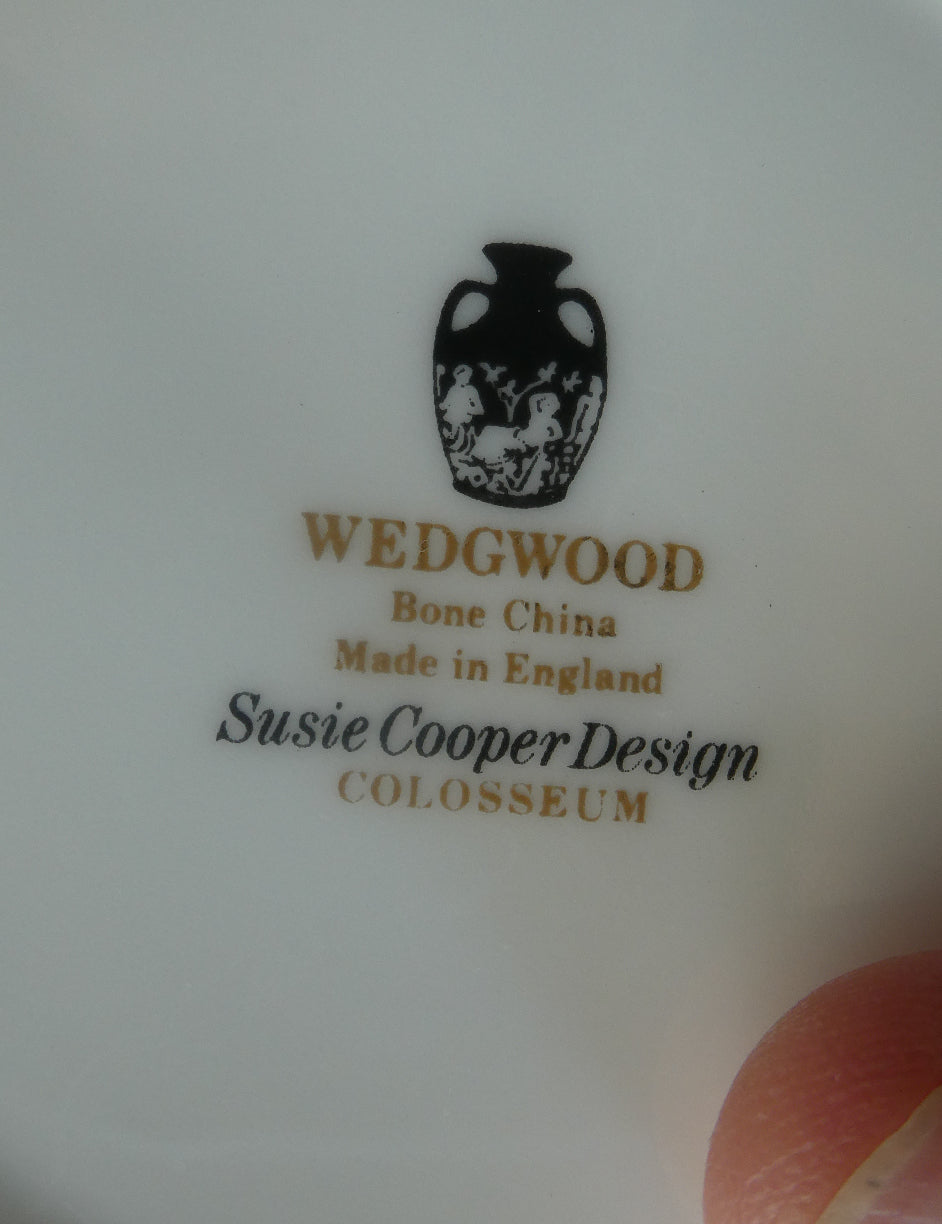 WEDGWOOD
Bone China
Made in England
Susie Cooper Design
COLOSSEUM